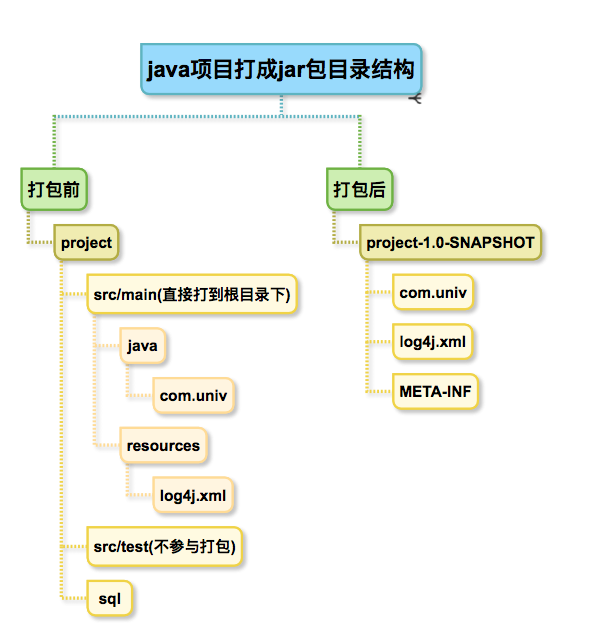 java项目打成jar包目录结构
打包前
project
src/main(直接打到根目录下)
java
com.univ
resources
log4j.xml
src/test(不参与打包)
sql
打包后
project-1.0-SNAPSHOT
com.univ
log4j.xml
META-INF